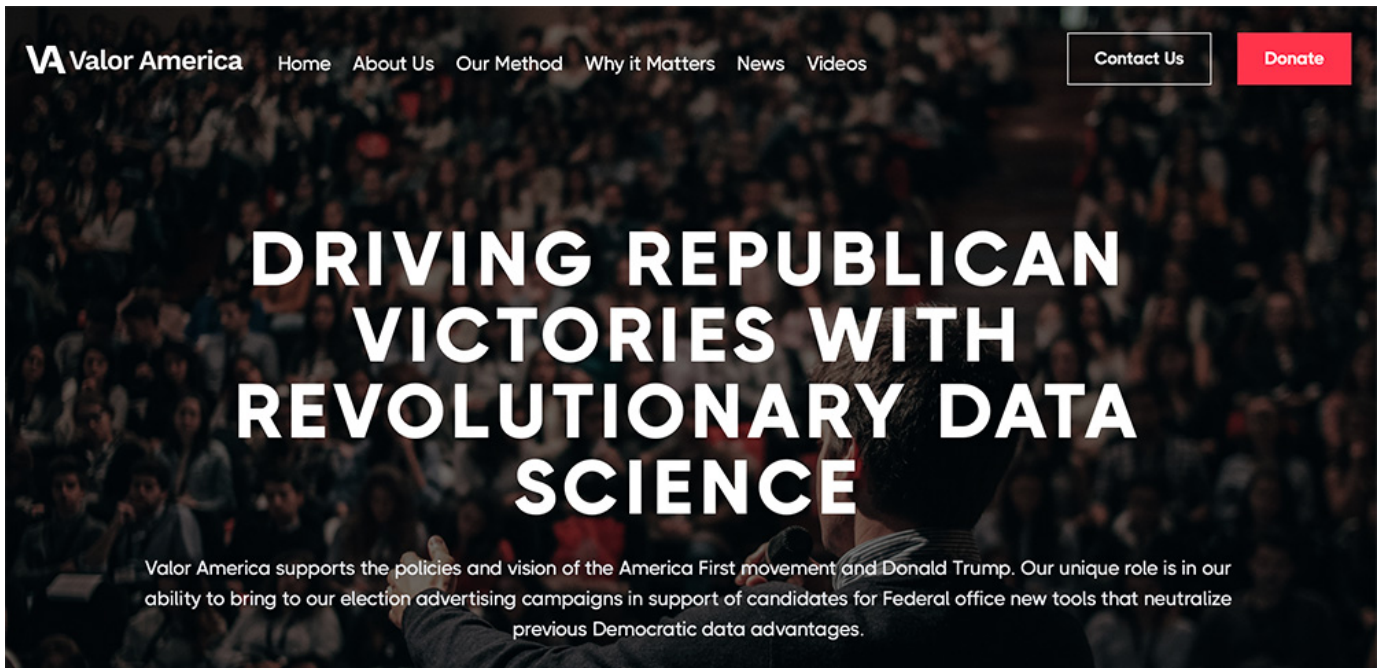 VA Valor America Home About Us Our Method Why it Matters News Videos Contact Us Donate
DRIVING REPUBLICAN
VICTORIES WITH
REVOLUTIONARY DATA
SCIENCE
Valor America supports the policies and vision of the America First movement and Donald Trump. Our unique role is in our
ability to bring to our election advertising campaigns in support of candidates for Federal office new tools that neutralize
previous Democratic data advantages.